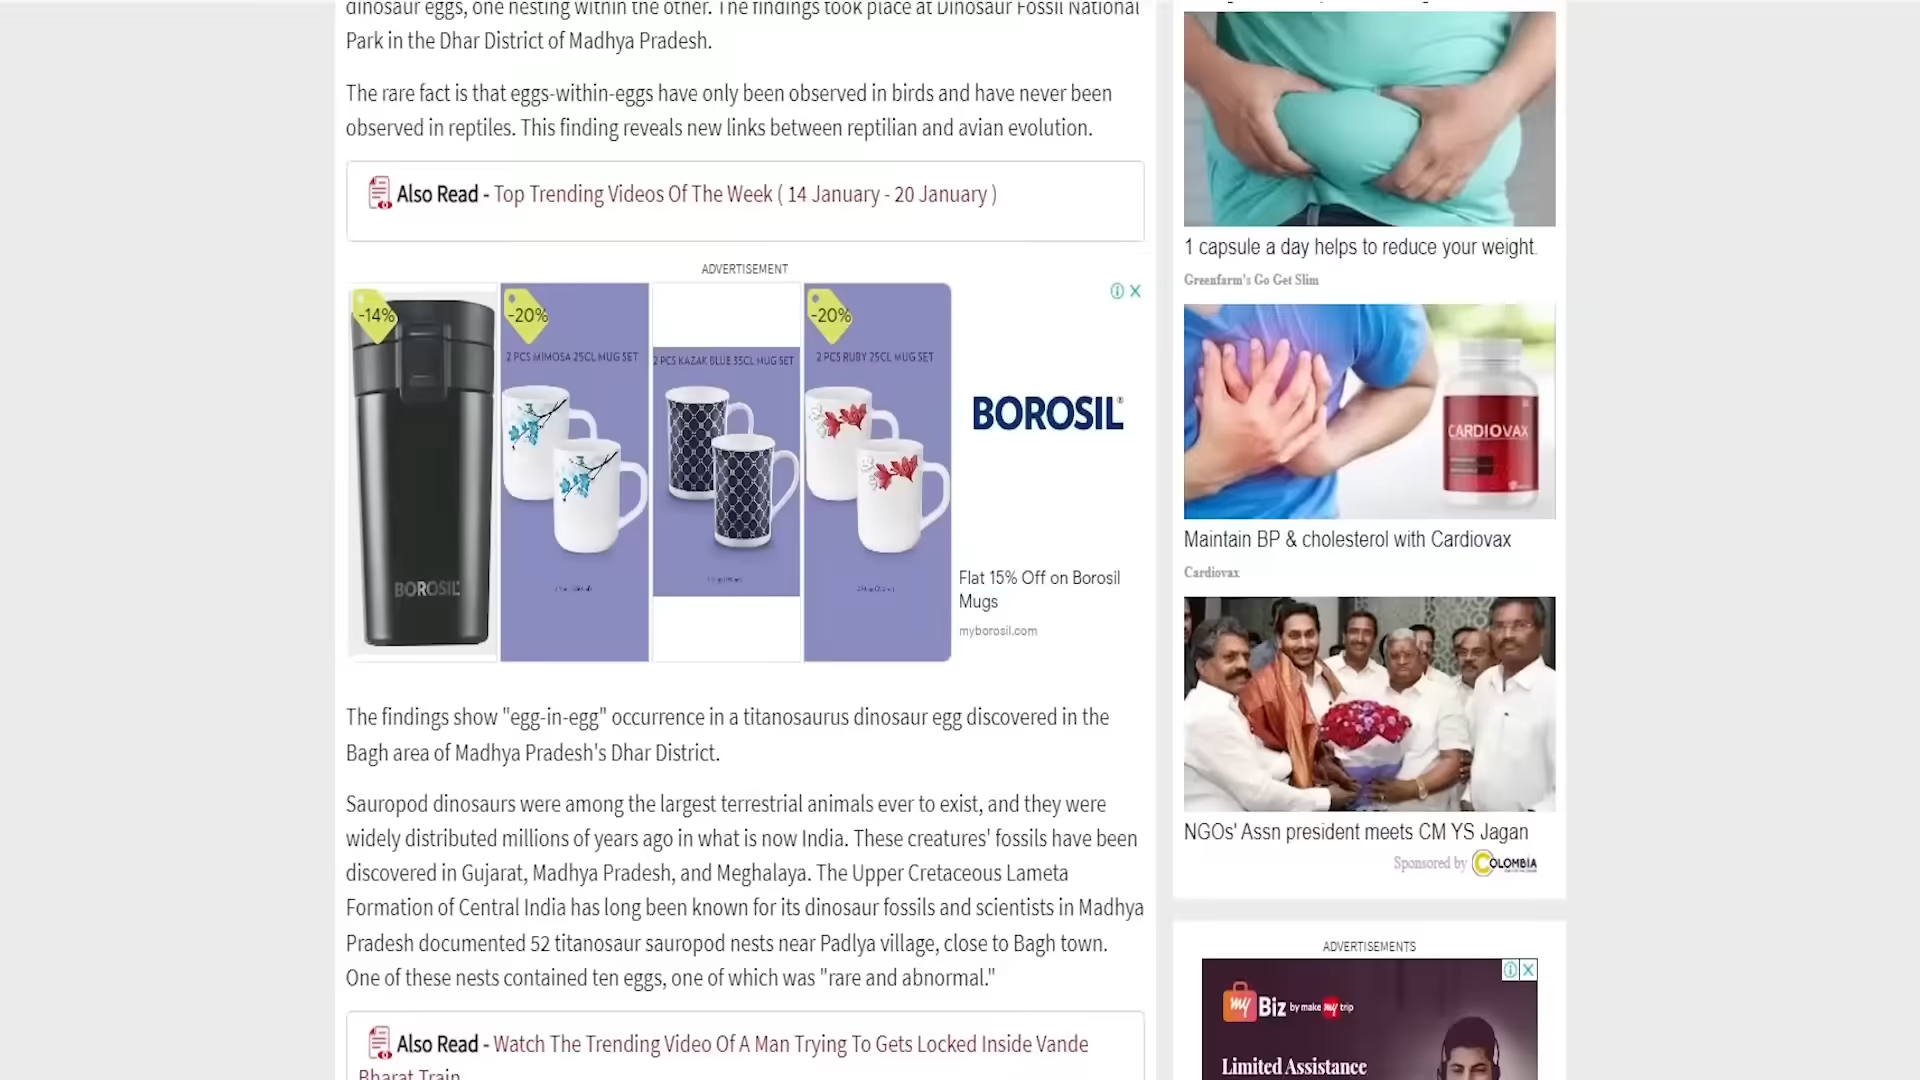 dinosaur eggs, one nesting within the other. The findings took place at Dinosaur Fossil National
Park in the Dhar District of Madhya Pradesh.
The rare fact is that eggs-within-eggs have only been observed in birds and have never been
observed in reptiles. This finding reveals new links between reptilian and avian evolution.
Also Read - Top Trending Videos Of The Week ( 14 January - 20 January )
ADVERTISEMENT
-14%
-20%
-20%
2 PCS MIMOSA 25CL MUG SET
2 PCS KAZAK BLUE 35CL MUG SET
2 PCS RUBY 25CL MUG SET
BOROSIL
BOROSIL®
Flat 15% Off on Borosil
Mugs
myborosil.com
The findings show "egg-in-egg" occurrence in a titanosaurus dinosaur egg discovered in the
Bagh area of Madhya Pradesh's Dhar District.
Sauropod dinosaurs were among the largest terrestrial animals ever to exist, and they were
widely distributed millions of years ago in what is now India. These creatures' fossils have been
discovered in Gujarat, Madhya Pradesh, and Meghalaya. The Upper Cretaceous Lameta
Formation of Central India has long been known for its dinosaur fossils and scientists in Madhya
Pradesh documented 52 titanosaur sauropod nests near Padlya village, close to Bagh town.
One of these nests contained ten eggs, one of which was "rare and abnormal."
Also Read - Watch The Trending Video Of A Man Trying To Gets Locked Inside Vande
Bharat Train
1 capsule a day helps to reduce your weight.
Greenfarm's Go Get Slim
CARDIOVAX
Maintain BP & cholesterol with Cardiovax
Cardiovax
NGOs' Assn president meets CM YS Jagan
Sponsored by COLOMBIA
ADVERTISEMENTS
my Biz by make my trip
Limited Assistance